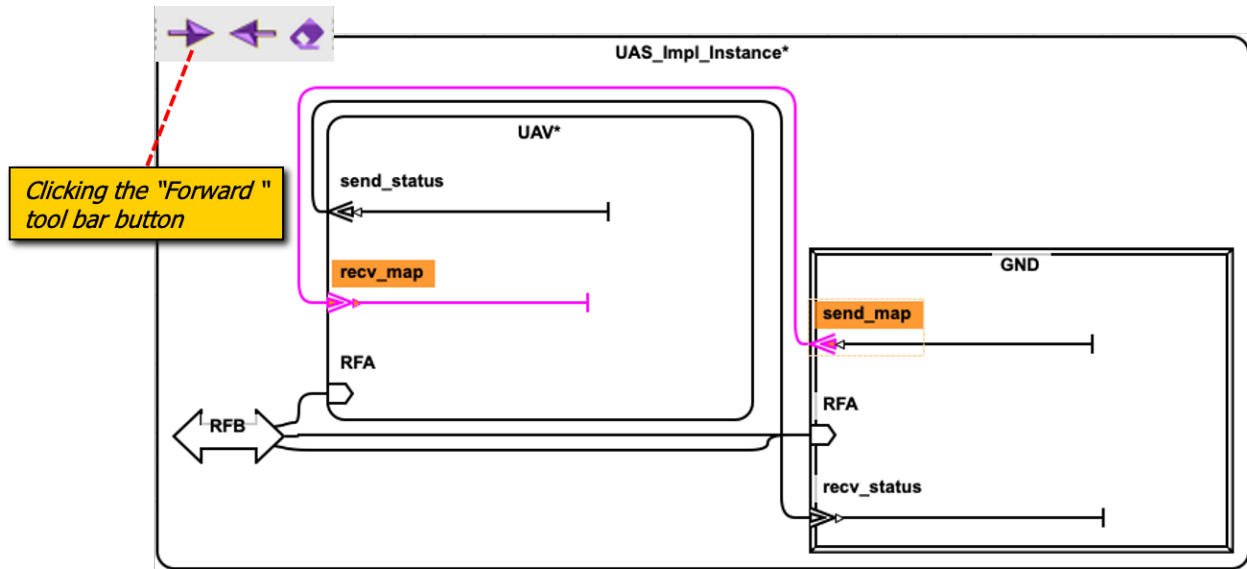 UAS_Impl_Instance*
UAV*
Clicking the "Forward "
tool bar button
send_status
recv_map
GND
send_map
RFA
RFA
RFB
recv_status